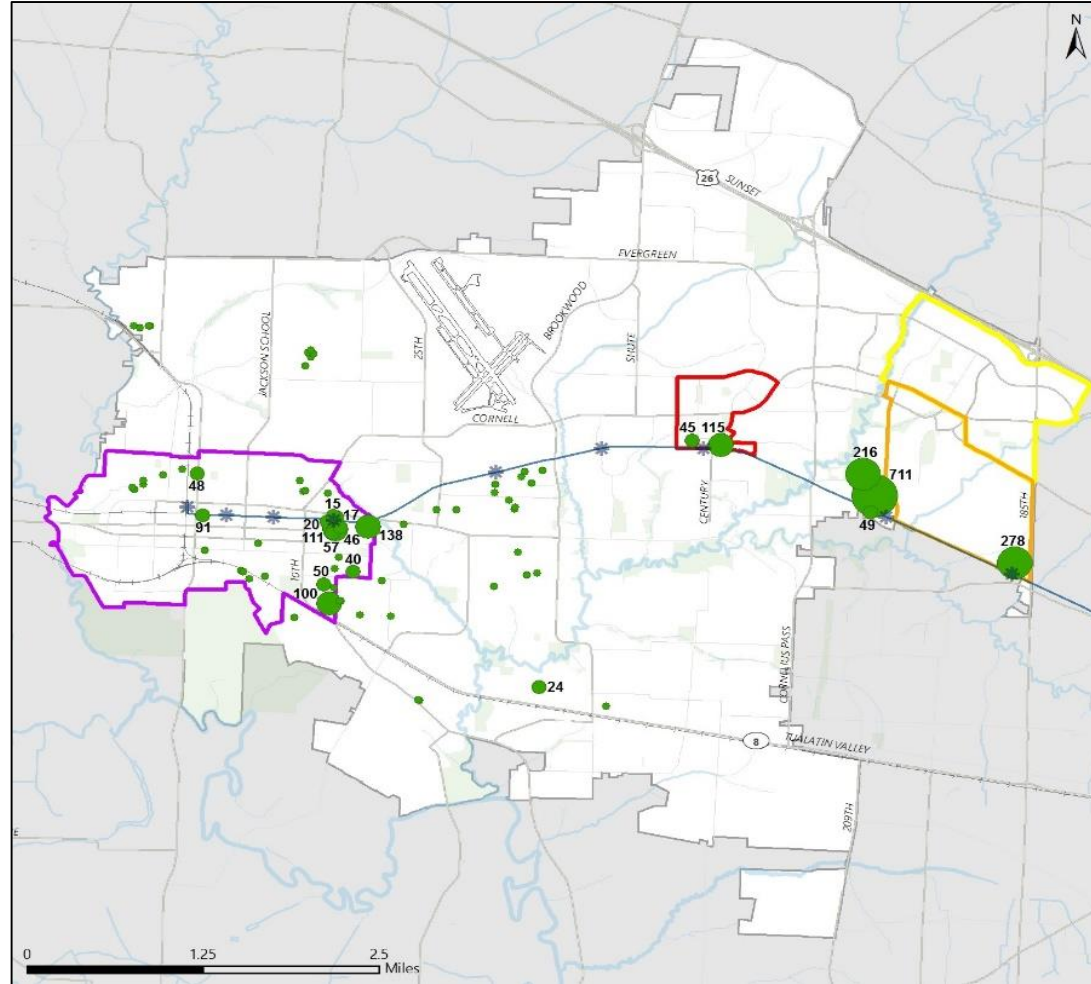 N
26
SUNSET
EVERGREEN
BROOKWOOD
JACKSON SCHOOL
25TH
SHUTE
CORNELL
45
115
216
711
48
49
185TH
CENTURY
91
15
17
20
138
111
46
57
278
40
10TH
50
100
24
CORNELIUS PASS
8
TUALATIN VALLEY
209TH
E
0
1.25
2.5
Miles